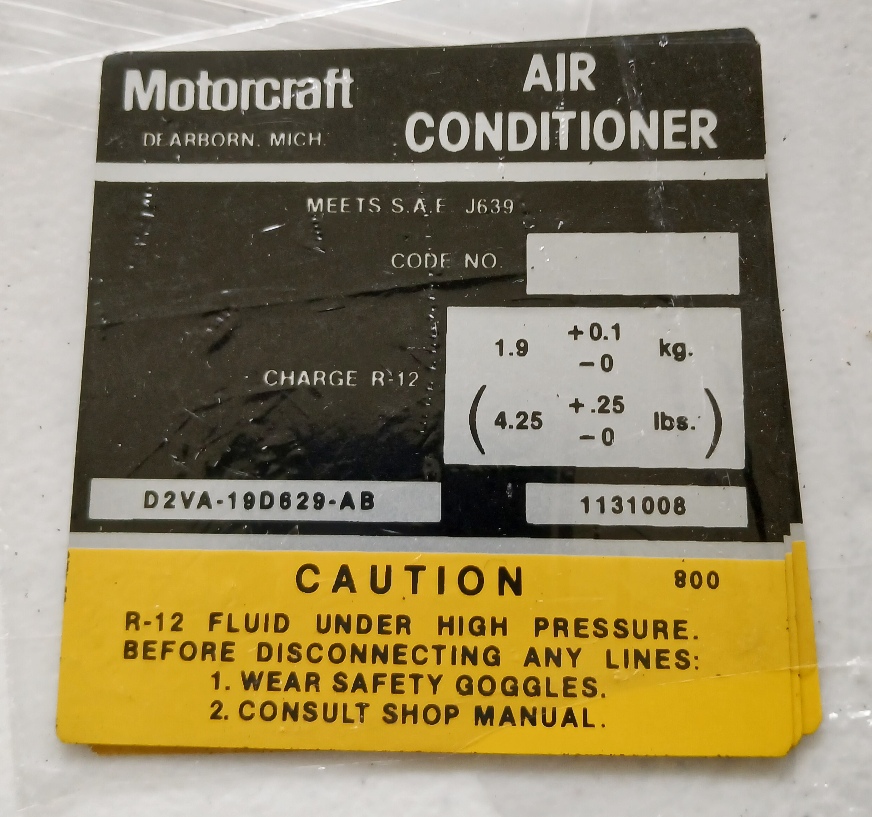 Motorcraft
DEARBORN, MICH.
AIR
CONDITIONER
MEETS S.A.E. J639
CODE NO.
CHARGE R-12
1.9 +0.1 -0 kg.
(4.25 +.25 -0 lbs.)
D2VA-19D629-AB 1131008
CAUTION 800
R-12 FLUID UNDER HIGH PRESSURE.
BEFORE DISCONNECTING ANY LINES:
1. WEAR SAFETY GOGGLES.
2. CONSULT SHOP MANUAL.